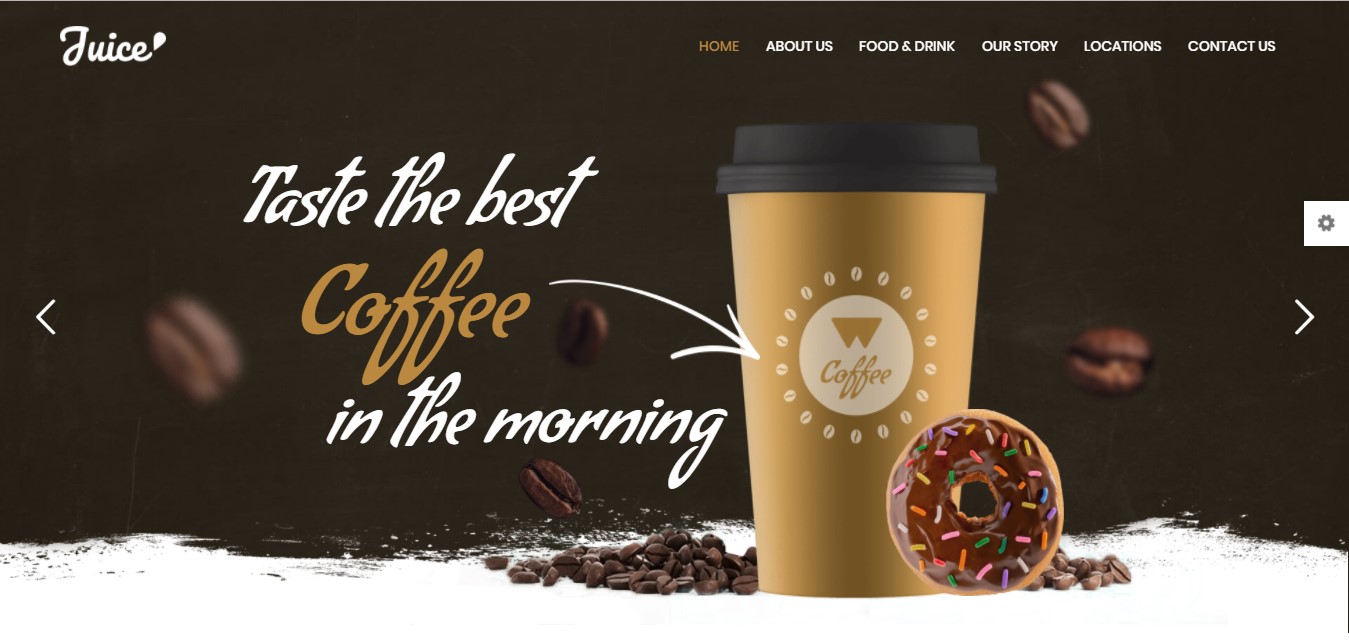 Juice
HOME ABOUT US FOOD & DRINK OUR STORY LOCATIONS CONTACT US
Taste the best
Coffee
in the morning
Coffee